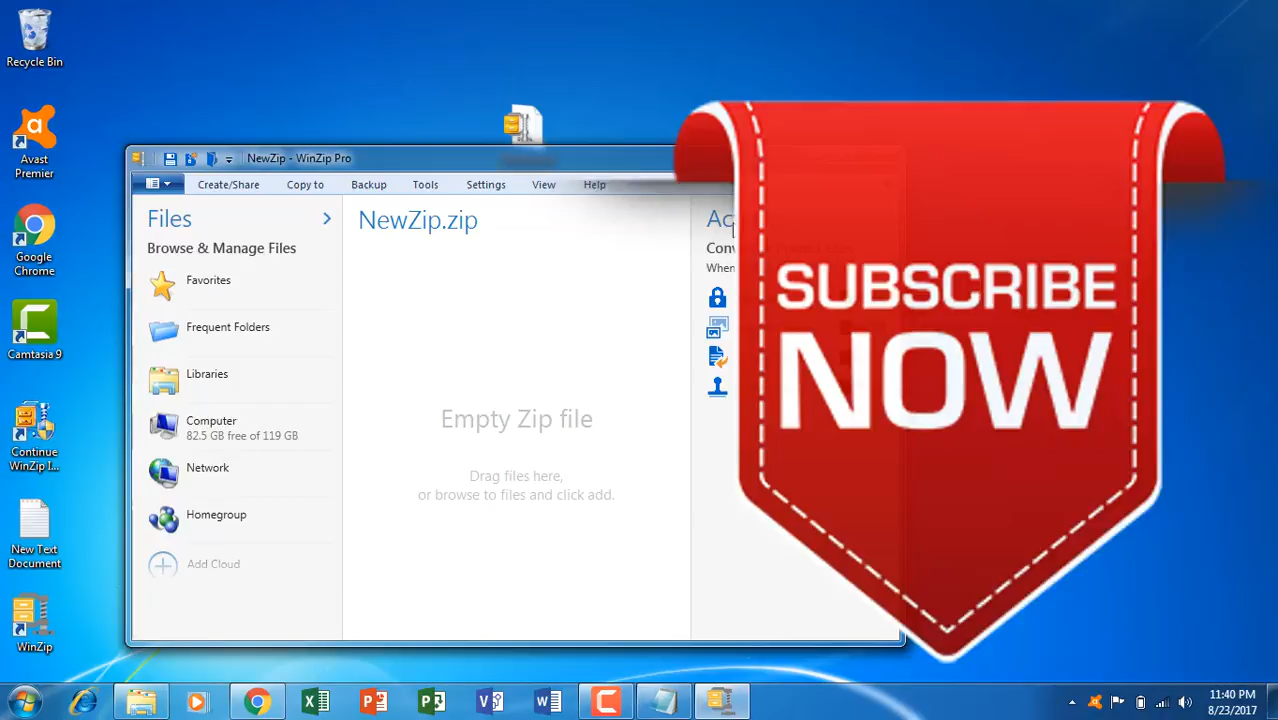 Recycle Bin
Avast
Premier
Google
Chrome
Camtasia 9
Continue
WinZip I...
New Text
Document
WinZip
NewZip - WinZip Pro
Create/Share
Copy to
Backup
Tools
Settings
View
Help
Files
Browse & Manage Files
Favorites
Frequent Folders
Libraries
Computer
82.5 GB free of 119 GB
Network
Homegroup
Add Cloud
NewZip.zip
Empty Zip file
Drag files here,
or browse to files and click add.
When
SUBSCRIBE
NOW
11:40 PM
8/23/2017